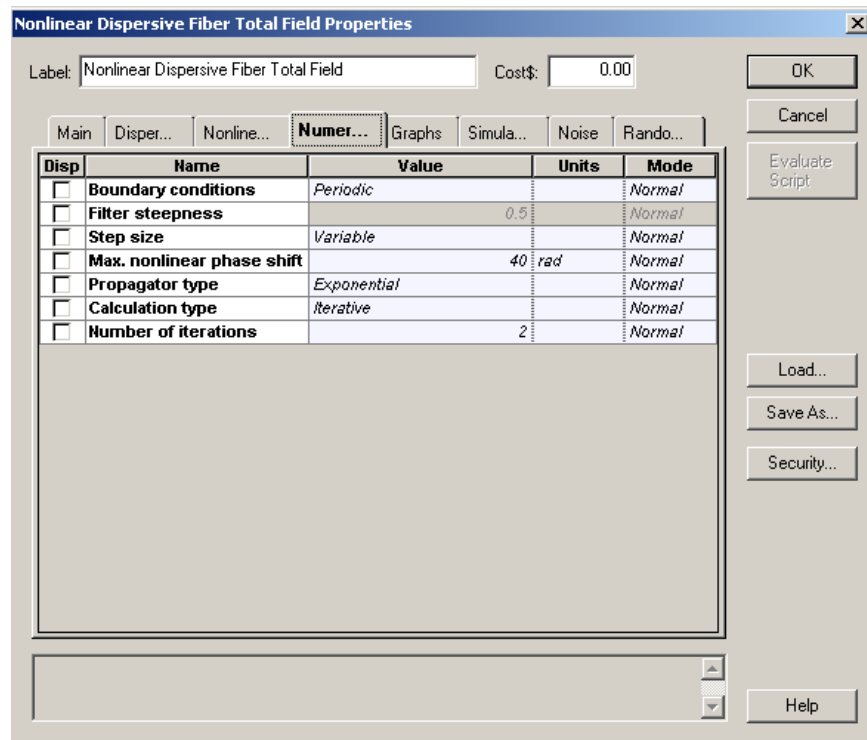 Nonlinear Dispersive Fiber Total Field Properties
Label: Nonlinear Dispersive Fiber Total Field Cost$: 0.00
OK
Cancel
Evaluate Script
Main Disper... Nonline... Numer... Graphs Simula... Noise Rando...
Disp Name Value Units Mode
Boundary conditions Periodic Normal
Filter steepness 0.5 Normal
Step size Variable Normal
Max. nonlinear phase shift 40 rad Normal
Propagator type Exponential Normal
Calculation type Iterative Normal
Number of iterations 2 Normal
Load...
Save As...
Security...
Help